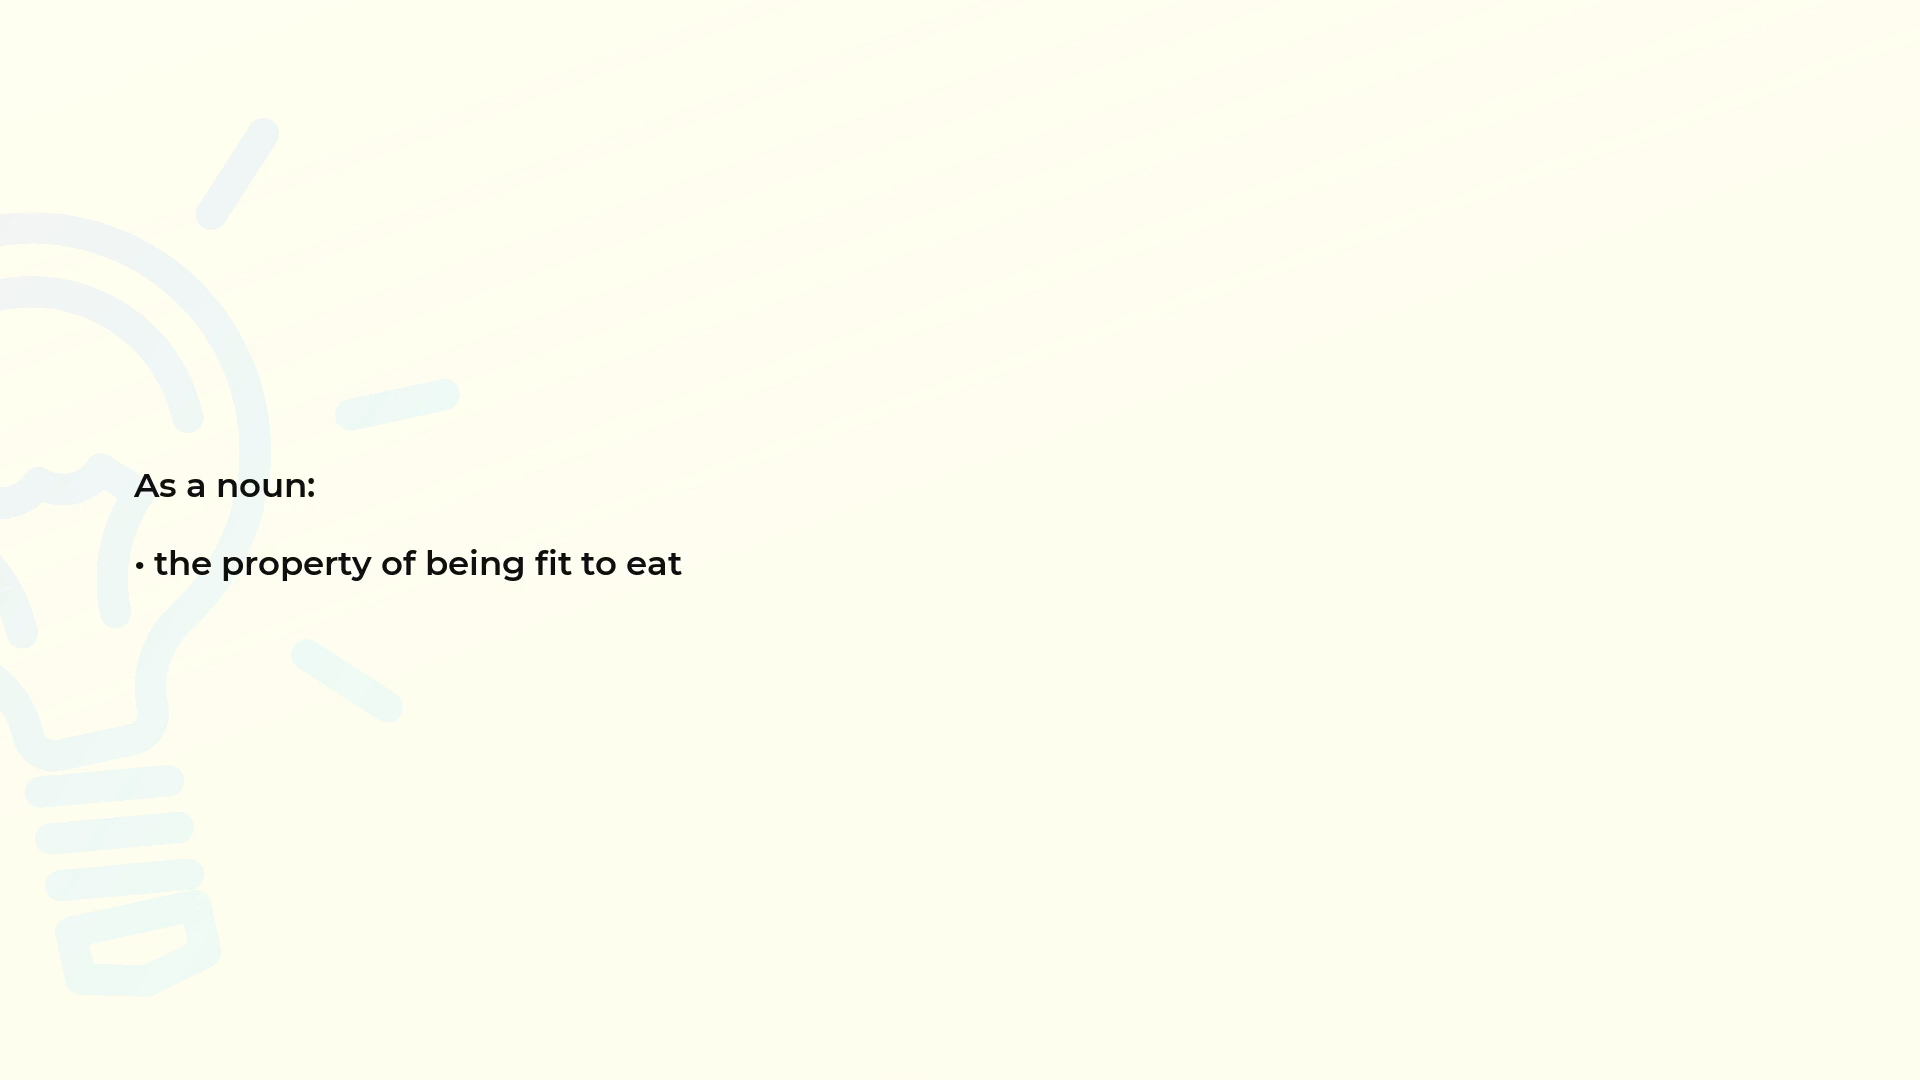 As a noun:
• the property of being fit to eat